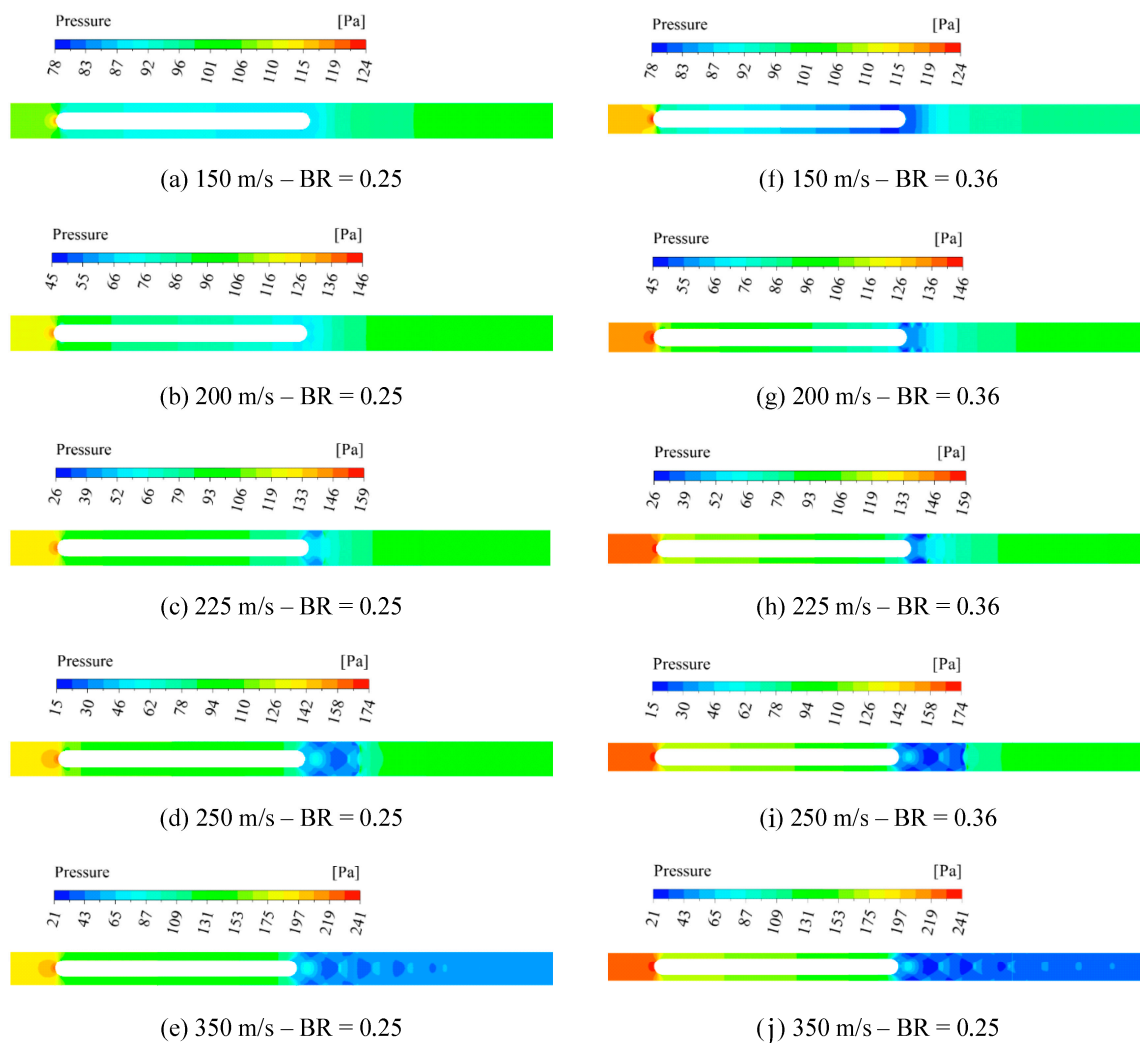 Pressure [Pa]
78 83 87 92 96 101 106 110 115 119 124
(a) 150 m/s – BR = 0.25
Pressure [Pa]
78 83 87 92 96 101 106 110 115 119 124
(f) 150 m/s – BR = 0.36
Pressure [Pa]
45 55 66 76 86 96 106 116 126 136 146
(b) 200 m/s – BR = 0.25
Pressure [Pa]
45 55 66 76 86 96 106 116 126 136 146
(g) 200 m/s – BR = 0.36
Pressure [Pa]
26 39 52 66 79 93 106 119 133 146 159
(c) 225 m/s – BR = 0.25
Pressure [Pa]
26 39 52 66 79 93 106 119 133 146 159
(h) 225 m/s – BR = 0.36
Pressure [Pa]
15 30 46 62 78 94 110 126 142 158 174
(d) 250 m/s – BR = 0.25
Pressure [Pa]
15 30 46 62 78 94 110 126 142 158 174
(i) 250 m/s – BR = 0.36
Pressure [Pa]
21 43 65 87 109 131 153 175 197 219 241
(e) 350 m/s – BR = 0.25
Pressure [Pa]
21 43 65 87 109 131 153 175 197 219 241
(j) 350 m/s – BR = 0.25